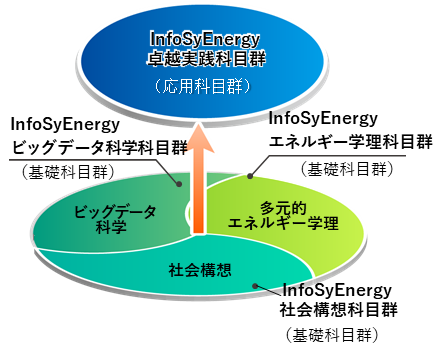 InfoSyEnergy
卓越実践科目群
（応用科目群）
InfoSyEnergy
ビッグデータ科学科目群
（基礎科目群）
InfoSyEnergy
エネルギー学理科目群
（基礎科目群）
ビッグデータ
科学
多元的
エネルギー学理
社会構想
InfoSyEnergy
社会構想科目群
（基礎科目群）